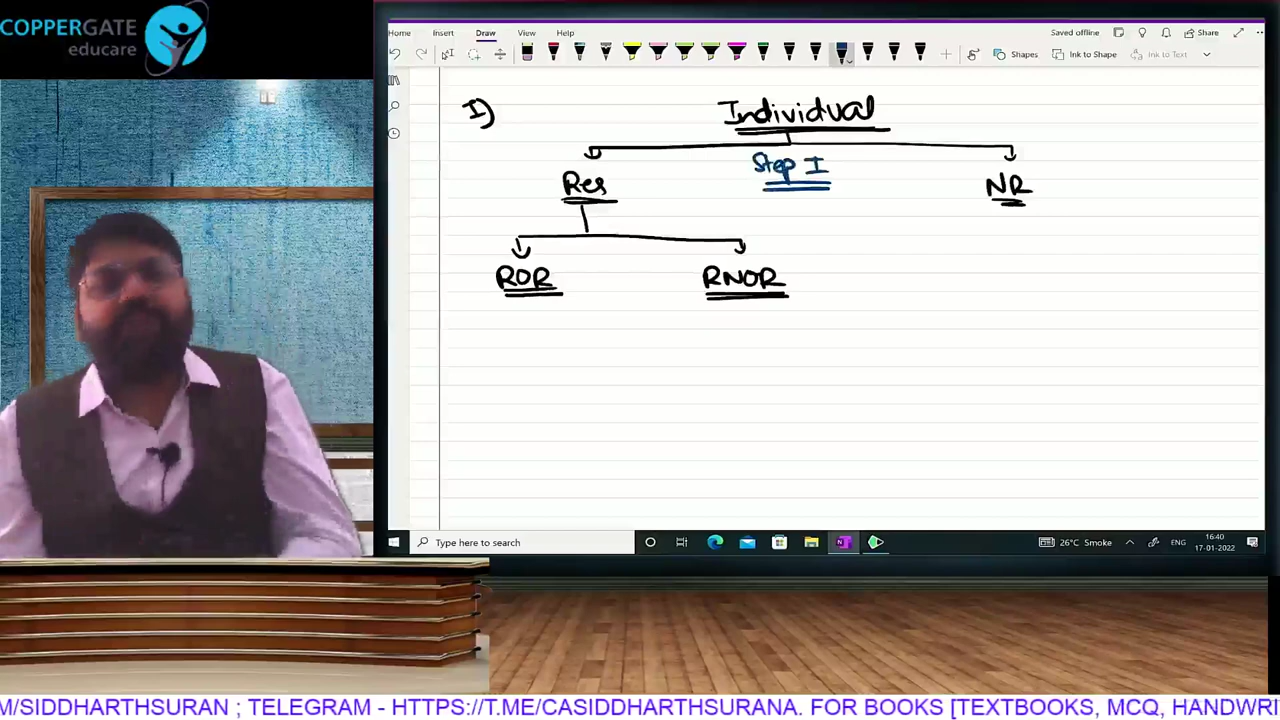 COPPERGATE
educare
Home Insert Draw View Help
Saved offline
Share
Shapes
Ink to Shape
Ink to Text
I)
Individual
Step I
Res
NR
ROR
RNOR
Type here to search
26°C Smoke
ENG
16:40
17-01-2022
M/SIDDHARTHSURAN ; TELEGRAM - HTTPS://T.ME/CASIDDHARTHSURANA. FOR BOOKS [TEXTBOOKS, MCQ, HANDWRI